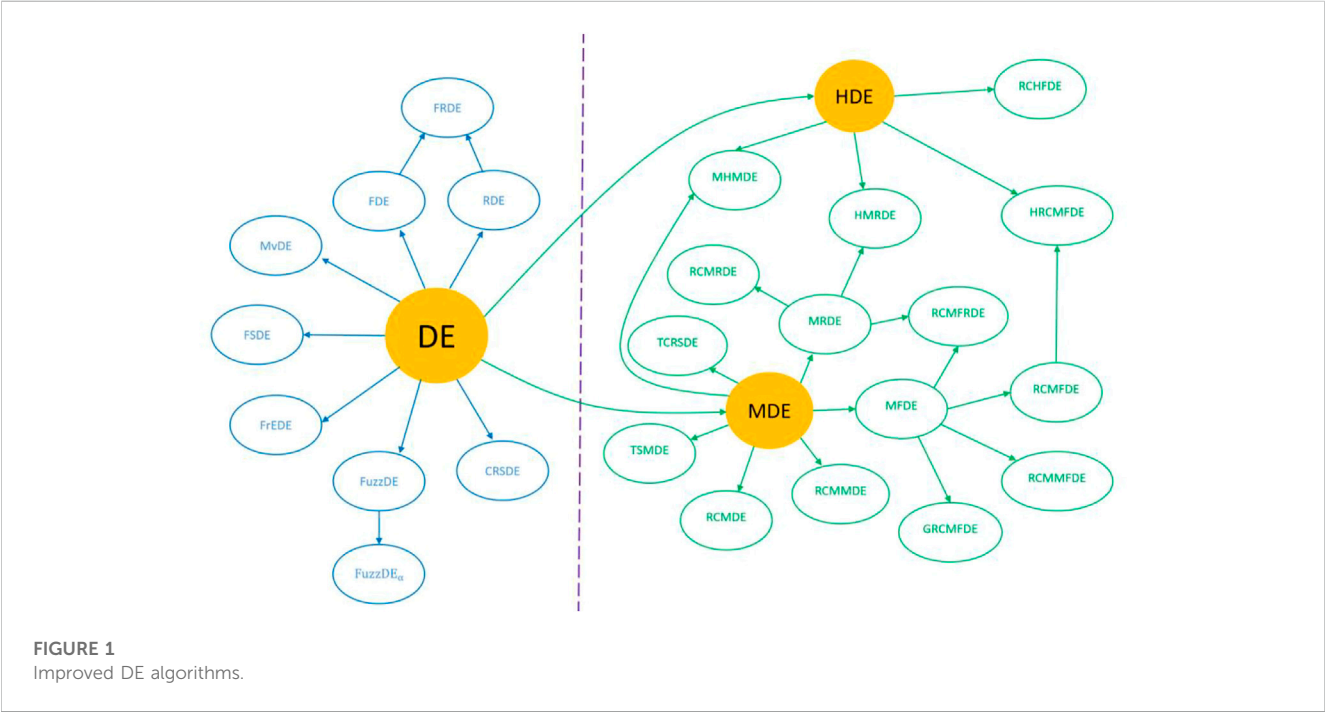 FRDE
FDE
RDE
MvDE
FSDE
DE
FrEDE
FuzzDE
CRSDE
FuzzDEα
HDE
RCHFDE
MHMDE
HMRDE
HRCMFDE
RCMRDE
MRDE
RCMFRDE
TCRSDE
MDE
MFDE
RCMFDE
TSMDE
RCMDE
RCMMDE
RCMMFDE
GRCMFDE
FIGURE 1
Improved DE algorithms.